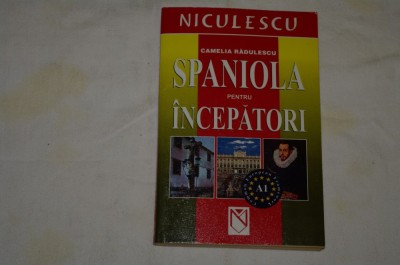 NICULESCU
CAMELIA RĂDULESCU
SPANIOLA
PENTRU
ÎNCEPĂTORI
A1